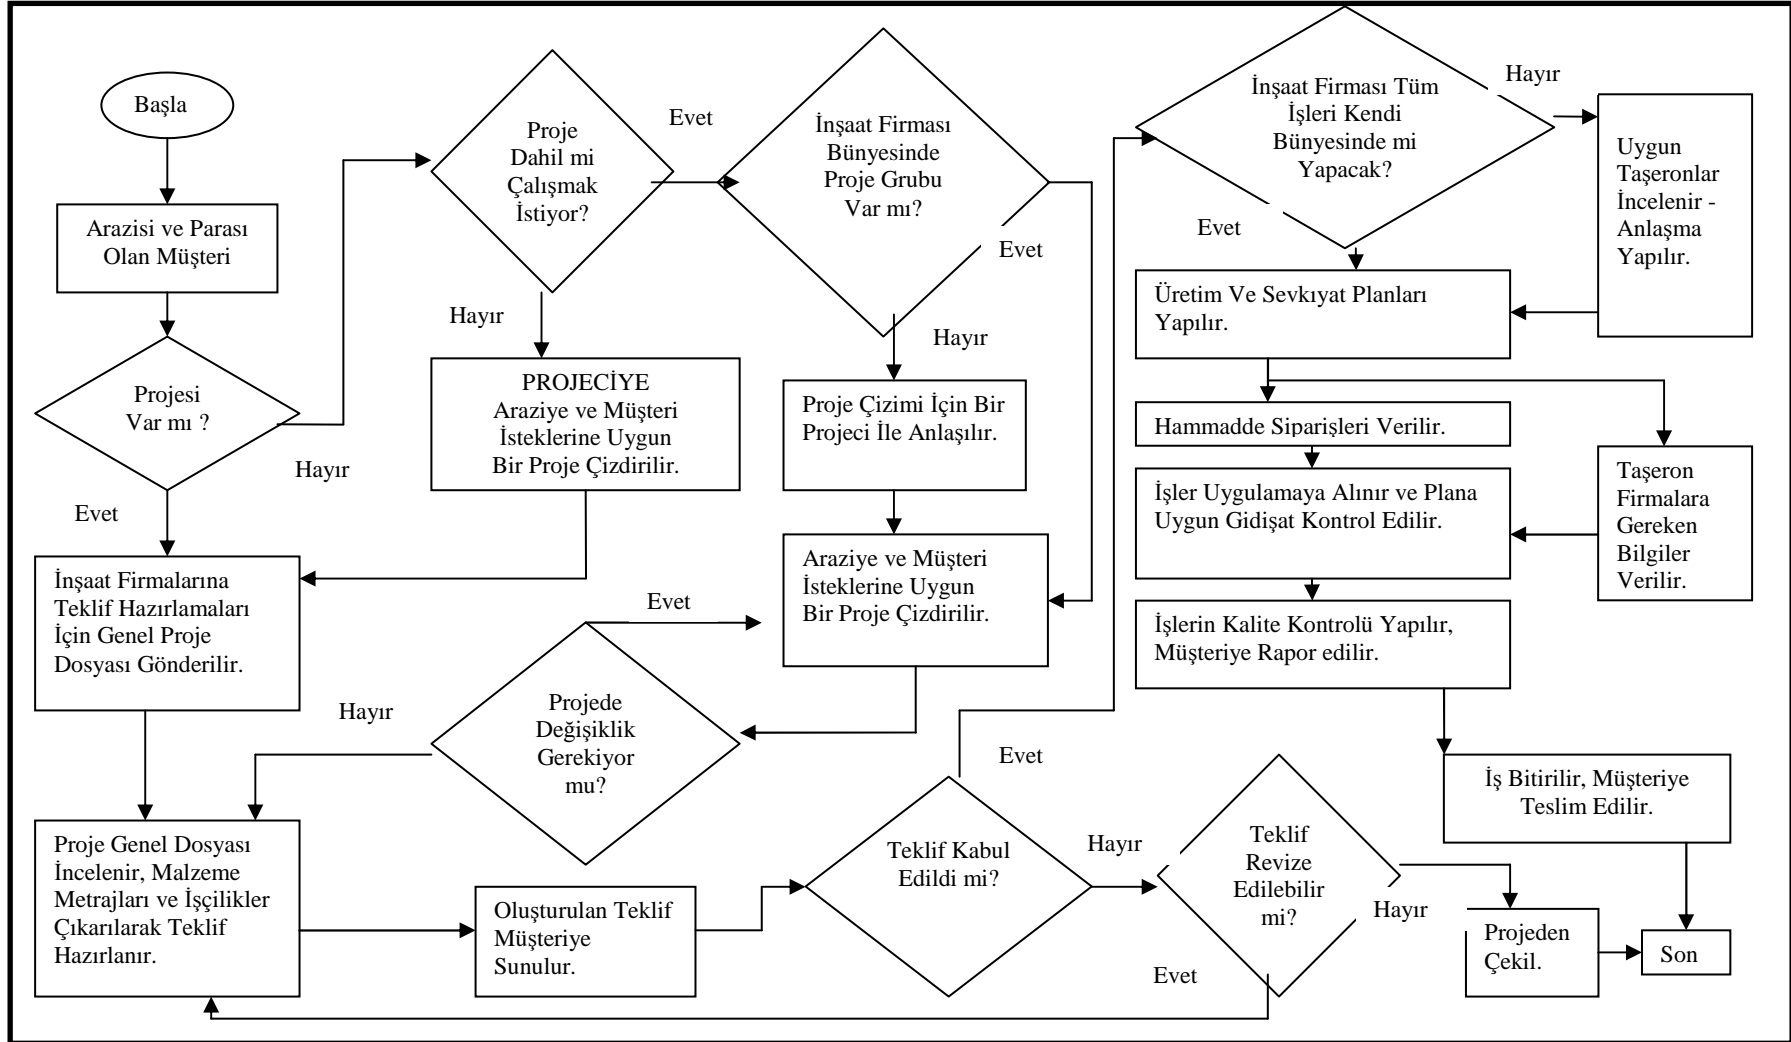 Başla
Arazisi ve Parası
Olan Müşteri
Projesi
Var mı ?
Hayır
Evet
Proje
Dahil mi
Çalışmak
İstiyor?
Evet
Hayır
PROJECİYE
Araziye ve Müşteri
İsteklerine Uygun
Bir Proje Çizdirilir.
İnşaat Firması
Bünyesinde
Proje Grubu
Var mı?
Evet
Hayır
Proje Çizimi İçin Bir
Projeci İle Anlaşılır.
Araziye ve Müşteri
İsteklerine Uygun
Bir Proje Çizdirilir.
Evet
Projede
Değişiklik
Gerekiyor
mu?
Hayır
İnşaat Firmalarına
Teklif Hazırlamaları
İçin Genel Proje
Dosyası Gönderilir.
Proje Genel Dosyası
İncelenir, Malzeme
Metrajları ve İşçilikler
Çıkarılarak Teklif
Hazırlanır.
Oluşturulan Teklif
Müşteriye
Sunulur.
Teklif Kabul
Edildi mi?
Evet
Hayır
Teklif
Revize
Edilebilir
mi?
Hayır
Evet
Projeden
Çekil.
Son
İnşaat Firması Tüm
İşleri Kendi
Bünyesinde mi
Yapacak?
Hayır
Evet
Uygun
Taşeronlar
İncelenir -
Anlaşma
Yapılır.
Üretim Ve Sevkıyat Planları
Yapılır.
Hammadde Siparişleri Verilir.
İşler Uygulamaya Alınır ve Plana
Uygun Gidişat Kontrol Edilir.
Taşeron
Firmalara
Gereken
Bilgiler
Verilir.
İşlerin Kalite Kontrolü Yapılır,
Müşteriye Rapor edilir.
İş Bitirilir, Müşteriye
Teslim Edilir.